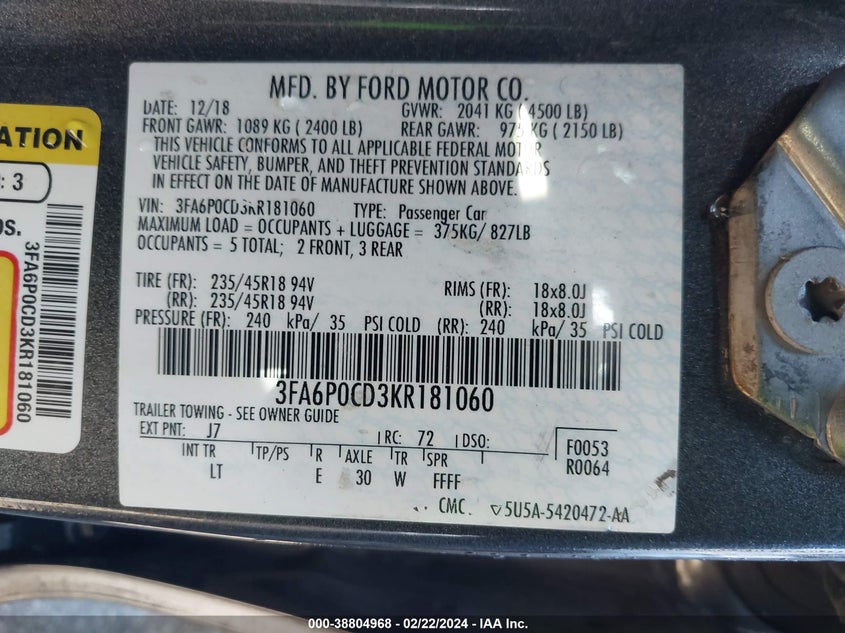 MFD. BY FORD MOTOR CO.
DATE: 12/18 GVWR: 2041 KG ( 4500 LB)
FRONT GAWR: 1089 KG ( 2400 LB) REAR GAWR: 975 KG ( 2150 LB)
THIS VEHICLE CONFORMS TO ALL APPLICABLE FEDERAL MOTOR
VEHICLE SAFETY, BUMPER, AND THEFT PREVENTION STANDARDS
IN EFFECT ON THE DATE OF MANUFACTURE SHOWN ABOVE.
VIN: 3FA6P0CD3KR181060 TYPE: Passenger Car
MAXIMUM LOAD = OCCUPANTS + LUGGAGE = 375KG/ 827LB
OCCUPANTS = 5 TOTAL; 2 FRONT, 3 REAR
TIRE (FR): 235/45R18 94V RIMS (FR): 18x8.0J
(RR): 235/45R18 94V (RR): 18x8.0J
PRESSURE (FR): 240 kPa/ 35 PSI COLD (RR): 240 kPa/ 35 PSI COLD
3FA6P0CD3KR181060
TRAILER TOWING - SEE OWNER GUIDE
EXT PNT: J7 RC: 72 DSO:
F0053
R0064
INT TR TP/PS R AXLE TR SPR
LT E 30 W FFFF
CMC. 5U5A-5420472-AA
ATION
: 3
os.
3FA6P0CD3KR181060
000-38804968 - 02/22/2024 - IAA Inc.